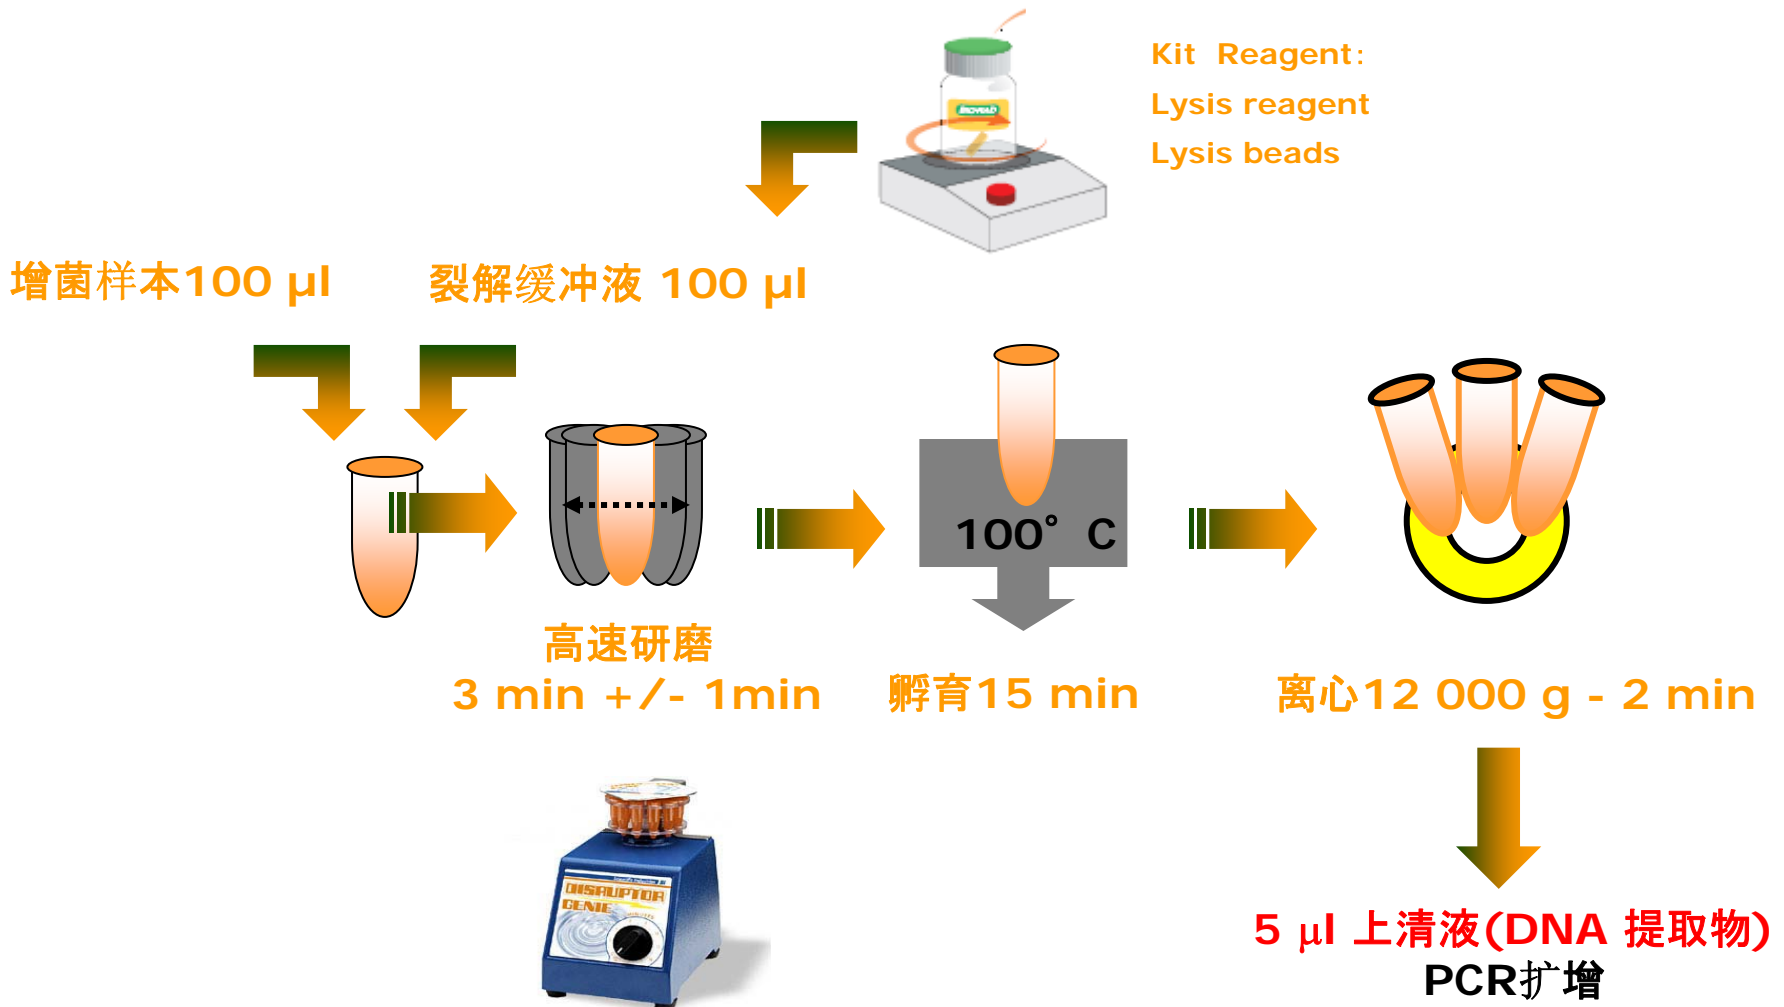 Kit Reagent:
Lysis reagent
Lysis beads
BIO-RAD
增菌样本100 µl
裂解缓冲液 100 µl
100° C
高速研磨
3 min +/- 1min
孵育15 min
离心12 000 g - 2 min
DISRUPTOR
GENIE
5 µl 上清液(DNA 提取物)
PCR扩增